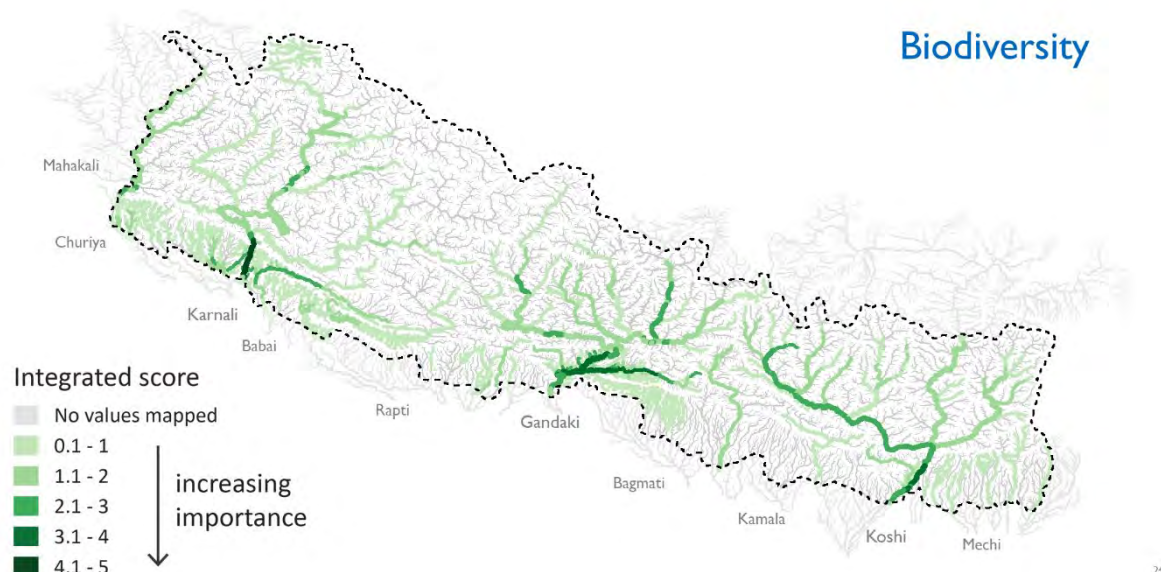 Biodiversity
Mahakali
Churiya
Karnali
Babai
Rapti
Gandaki
Bagmati
Kamala
Koshi
Mechi
Integrated score
No values mapped
0.1 - 1
1.1 - 2
2.1 - 3
3.1 - 4
4.1 - 5
increasing
importance